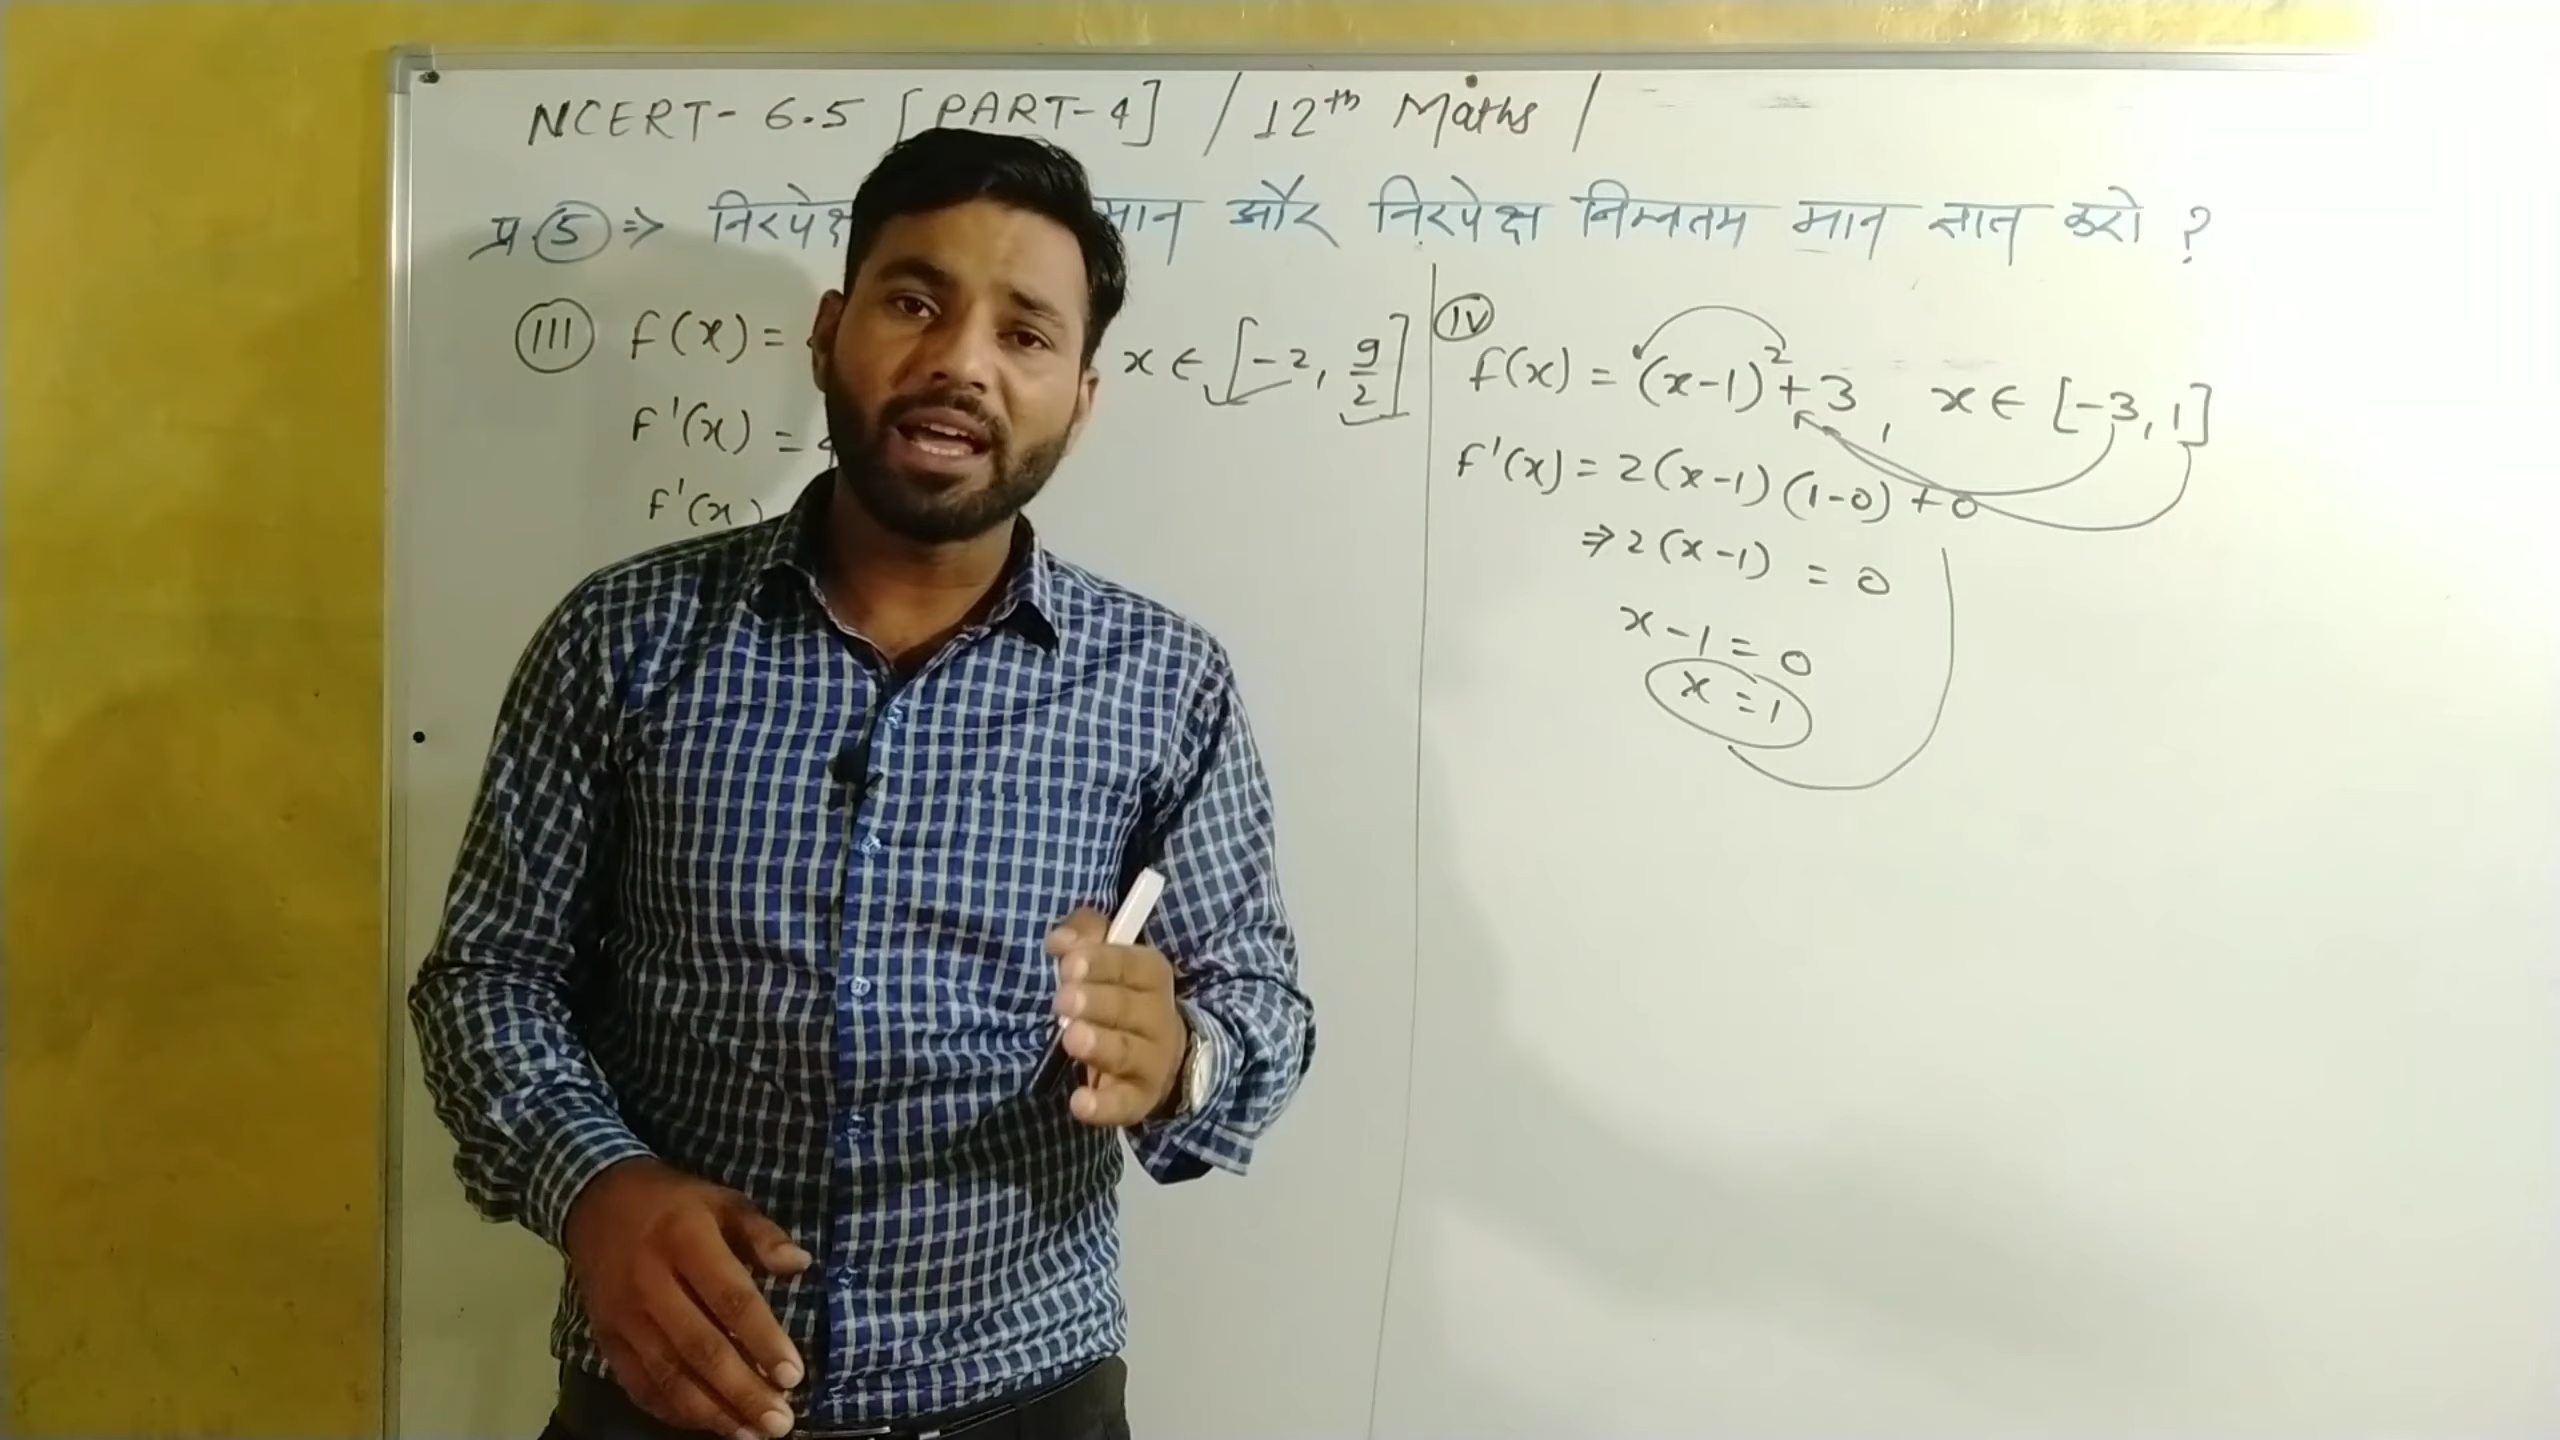 NCERT- 6.5 [PART-4] / 12th Maths /
प्र.⑤ ⇒ निरपेक्ष मान और निरपेक्ष निम्नतम मान ज्ञात करो ?
(III) f(x) = x ∈ [-2, 9/2]
f'(x) = 4
f'(x)
(IV)
f(x) = (x-1)²+3, x ∈ [-3, 1]
f'(x) = 2(x-1)(1-0)+0
⇒ 2(x-1) = 0
x-1 = 0
x = 1